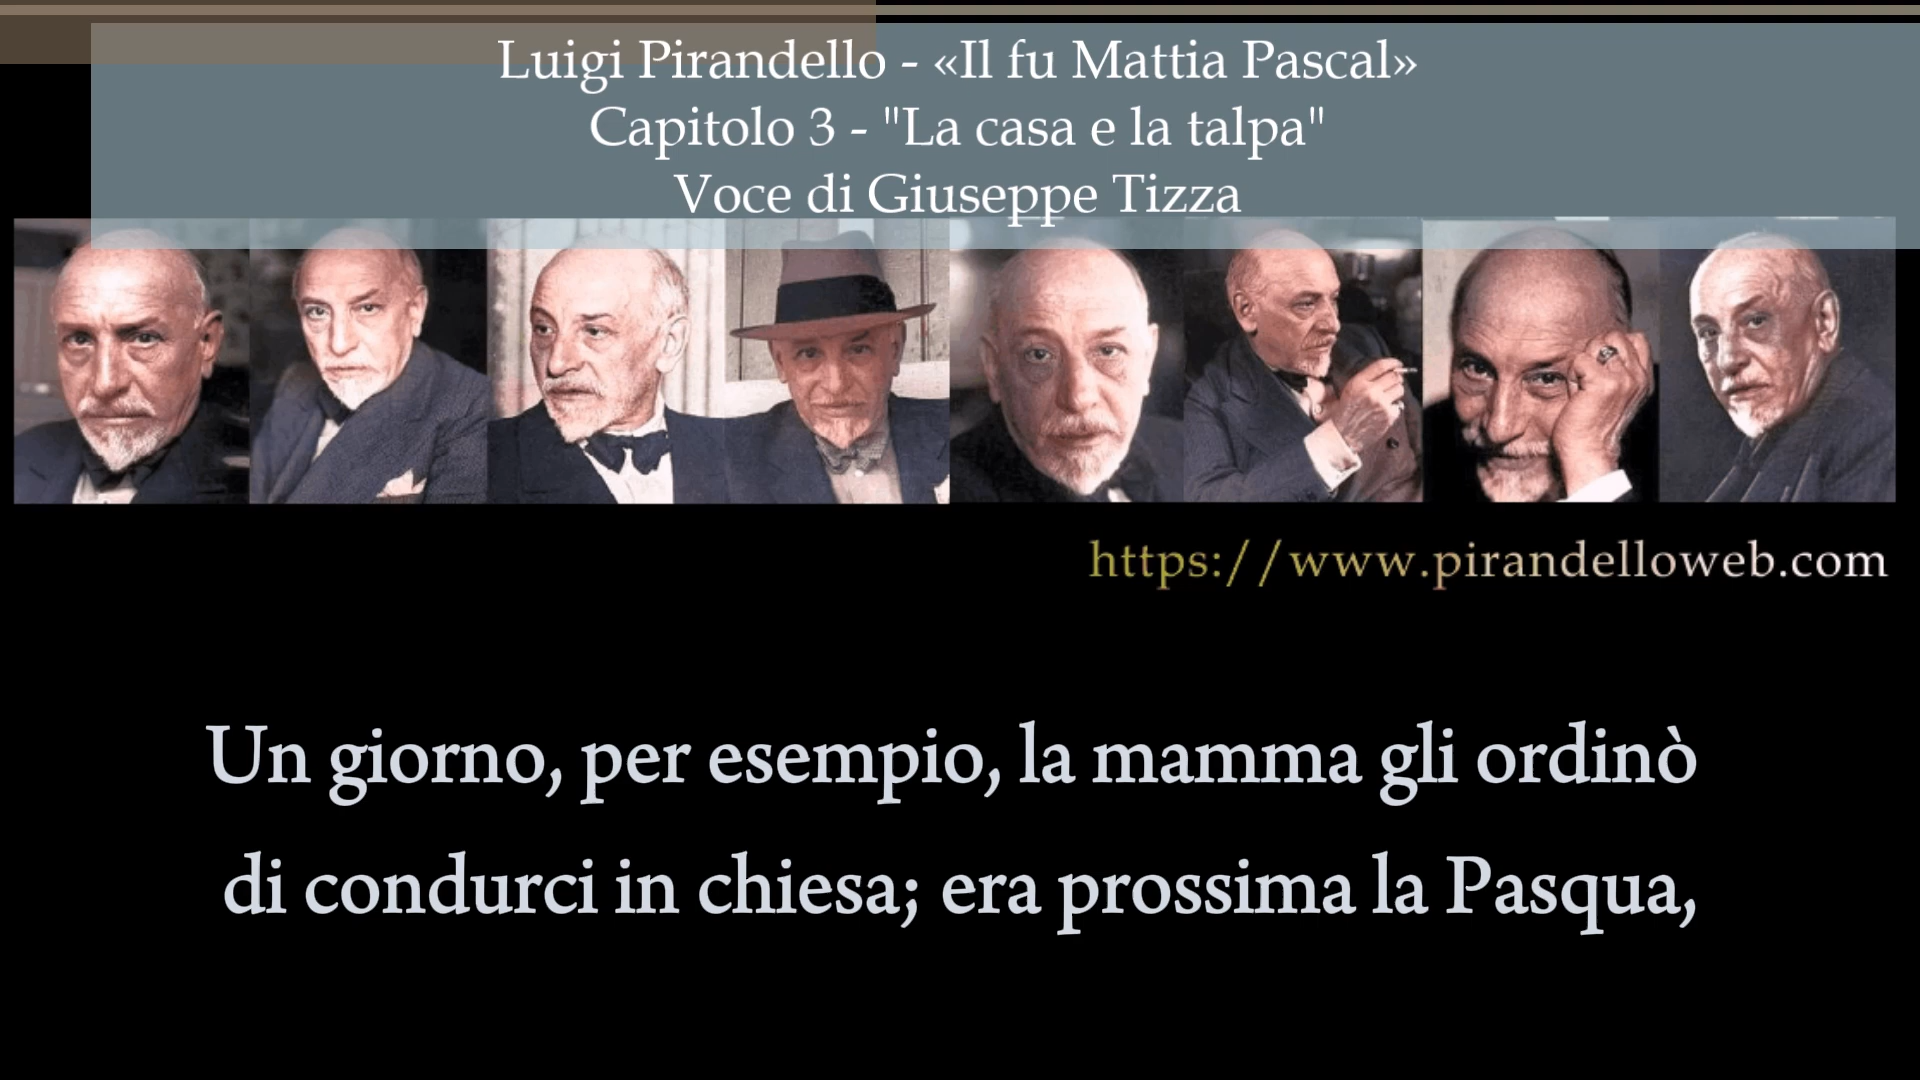 Luigi Pirandello - «Il fu Mattia Pascal»
Capitolo 3 - "La casa e la talpa"
Voce di Giuseppe Tizza
https://www.pirandelloweb.com
Un giorno, per esempio, la mamma gli ordinò
di condurci in chiesa; era prossima la Pasqua,